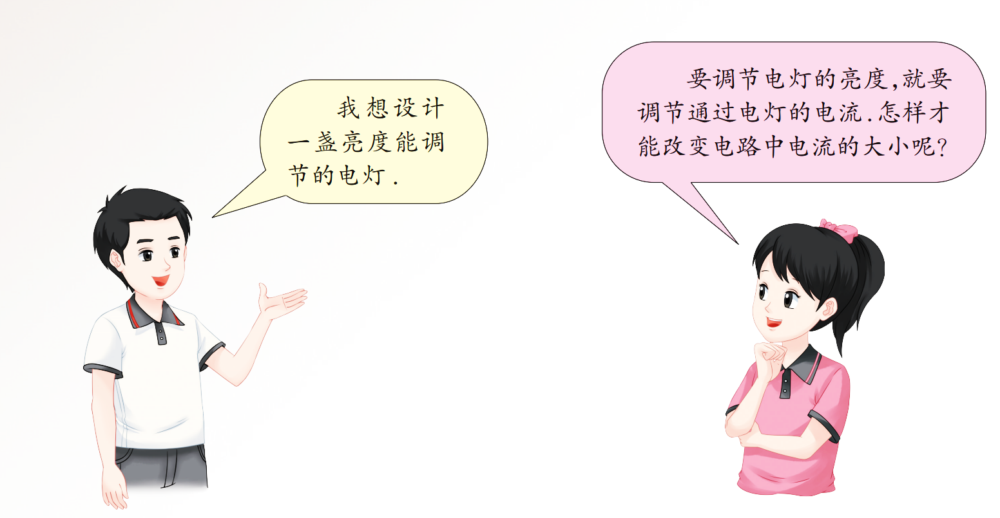 我想设计
一盏亮度能调
节的电灯.
要调节电灯的亮度,就要
调节通过电灯的电流.怎样才
能改变电路中电流的大小呢?